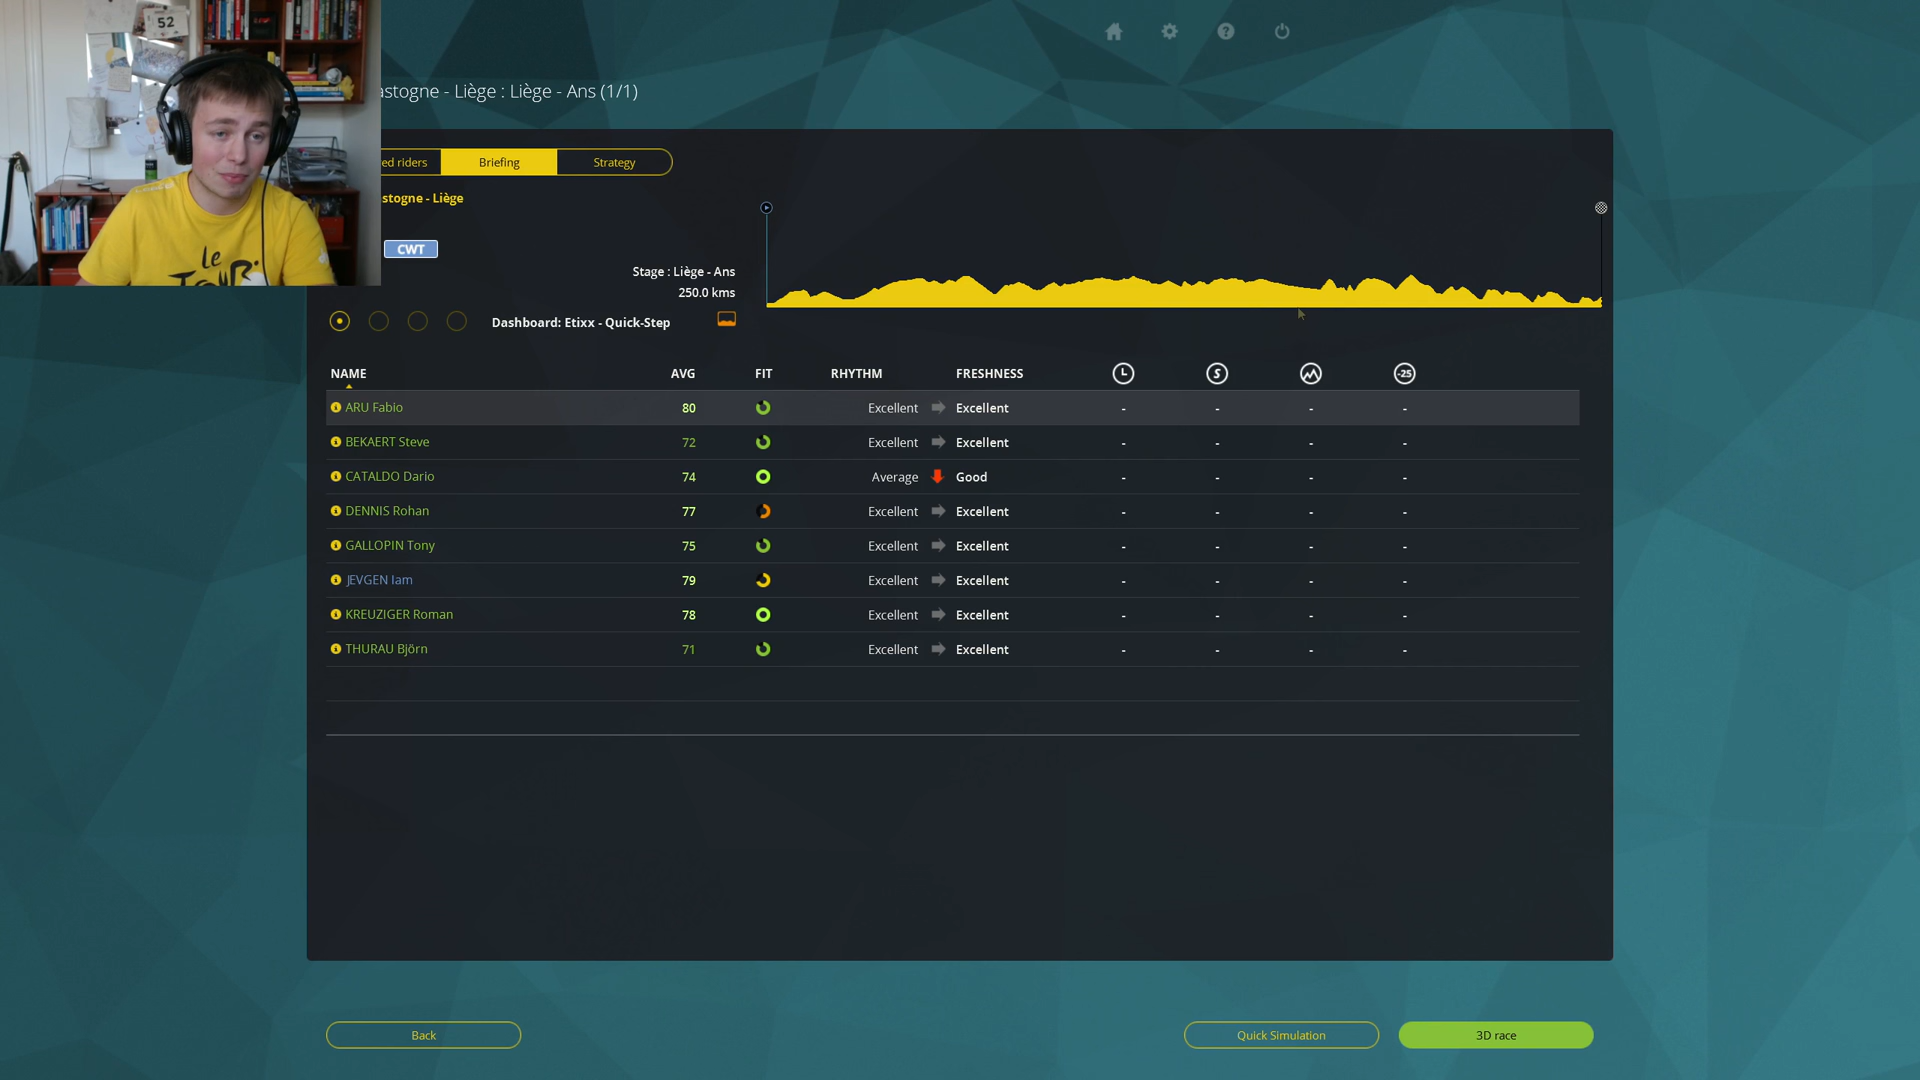 52
astogne - Liège : Liège - Ans (1/1)
ed riders
Briefing
Strategy
stogne - Liège
CWT
Le
Tour
Stage : Liège - Ans
250.0 kms
Dashboard: Etixx - Quick-Step
NAME AVG FIT RHYTHM FRESHNESS L S -25
ARU Fabio 80 Excellent Excellent - - - -
BEKAERT Steve 72 Excellent Excellent - - - -
CATALDO Dario 74 Average Good - - - -
DENNIS Rohan 77 Excellent Excellent - - - -
GALLOPIN Tony 75 Excellent Excellent - - - -
JEVGEN Iam 79 Excellent Excellent - - - -
KREUZIGER Roman 78 Excellent Excellent - - - -
THURAU Björn 71 Excellent Excellent - - - -
Back
Quick Simulation
3D race